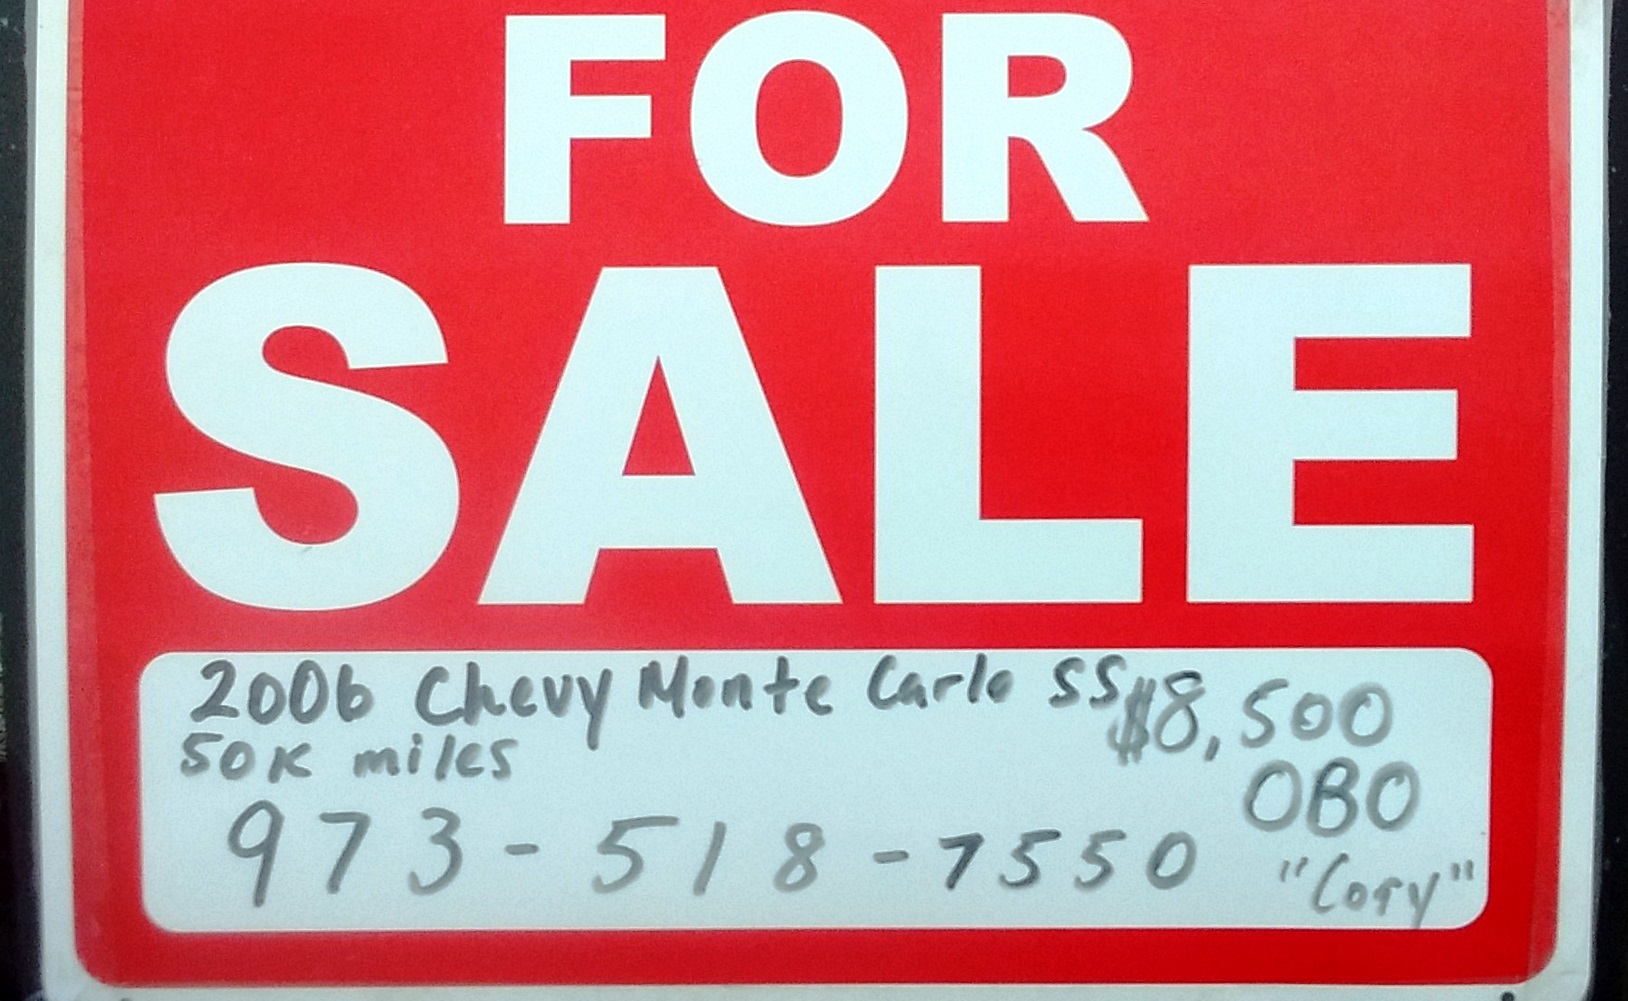 FOR
SALE
2006 Chevy Monte Carlo SS $8,500
50K miles OBO
973-518-7550 "Cory"